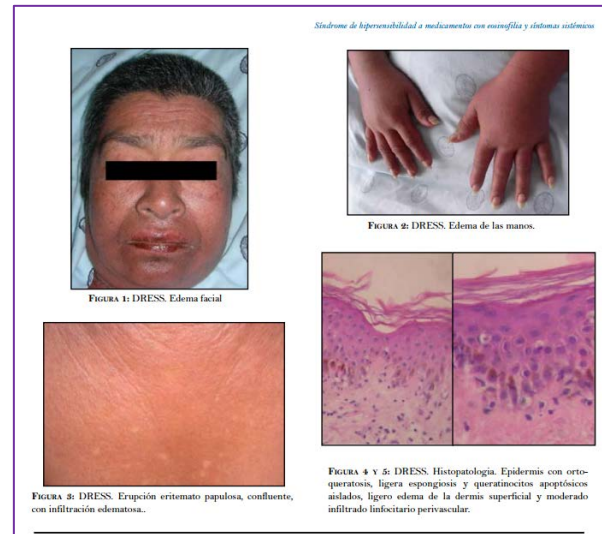 Síndrome de hipersensibilidad a medicamentos con eosinofilia y síntomas sistémicos
FIGURA 1: DRESS. Edema facial
FIGURA 2: DRESS. Edema de las manos.
FIGURA 3: DRESS. Erupción eritemato papulosa, confluente,
con infiltración edematosa..
FIGURA 4 Y 5: DRESS. Histopatologia. Epidermis con orto-
queratosis, ligera espongiosis y queratinocitos apoptósicos
aislados, ligero edema de la dermis superficial y moderado
infiltrado linfocitario perivascular.